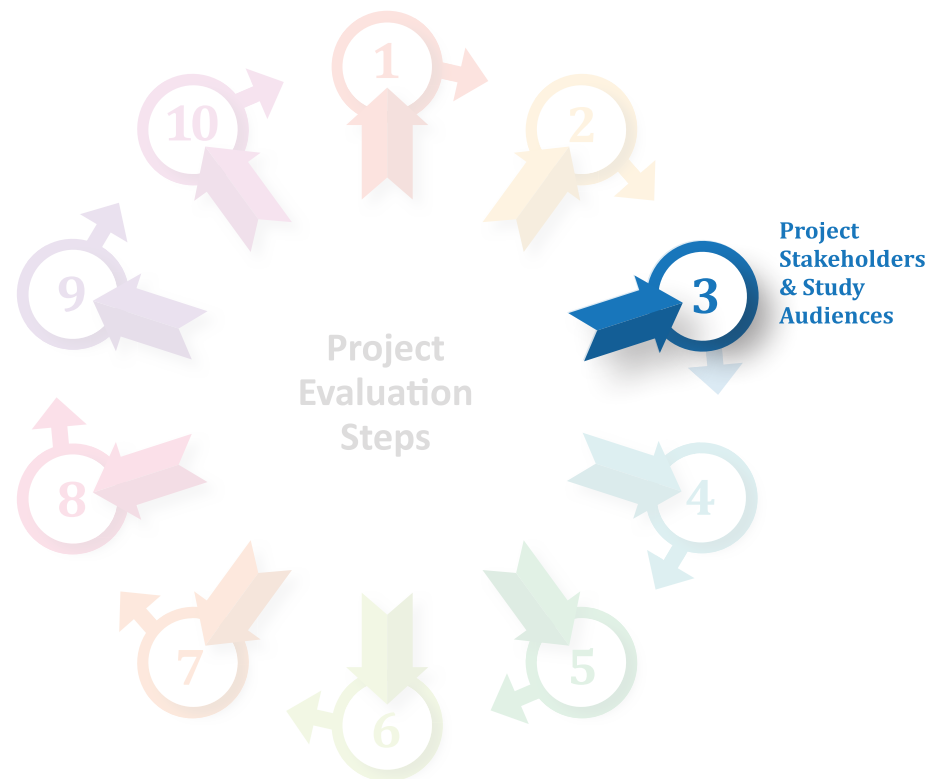 1
2
3
Project
Stakeholders
& Study
Audiences
4
5
6
7
8
9
10
Project
Evaluation
Steps